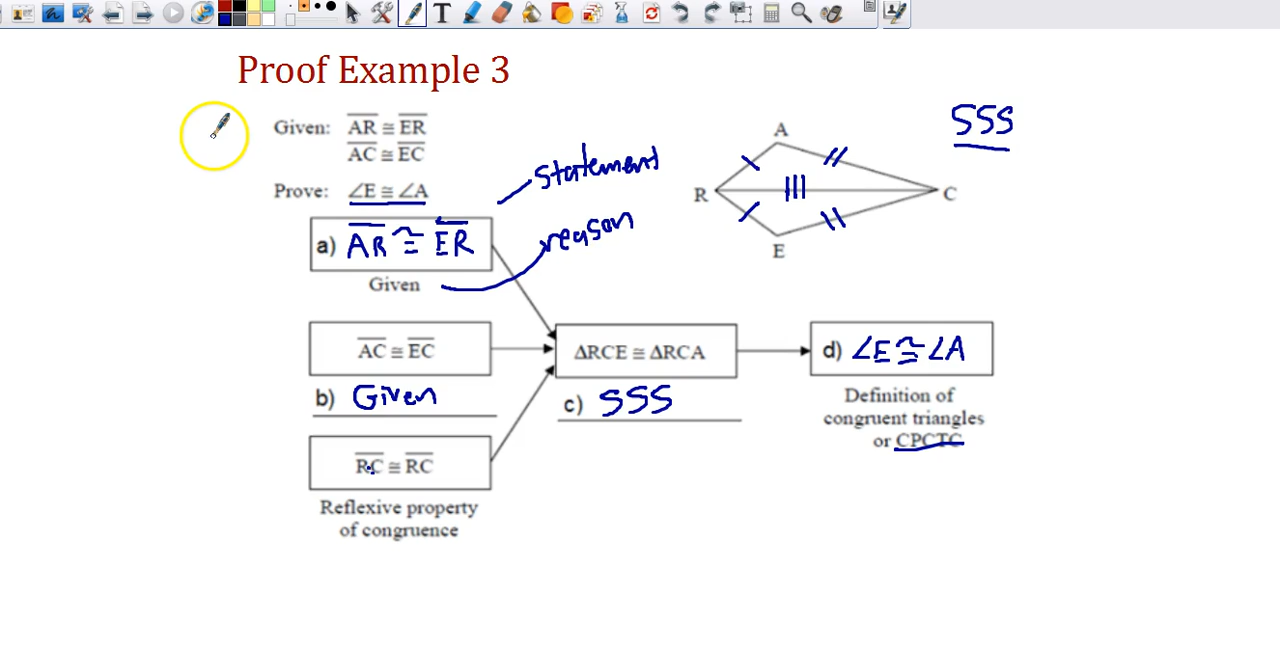 Proof Example 3
Given: AR ≅ ER
AC ≅ EC
Prove: ∠E ≅ ∠A
SSS
A
R
C
E
statement
reason
a) AR ≅ ER
Given
AC ≅ EC
b) Given
RC ≅ RC
Reflexive property
of congruence
ΔRCE ≅ ΔRCA
c) SSS
d) ∠E ≅ ∠A
Definition of
congruent triangles
or CPCTC